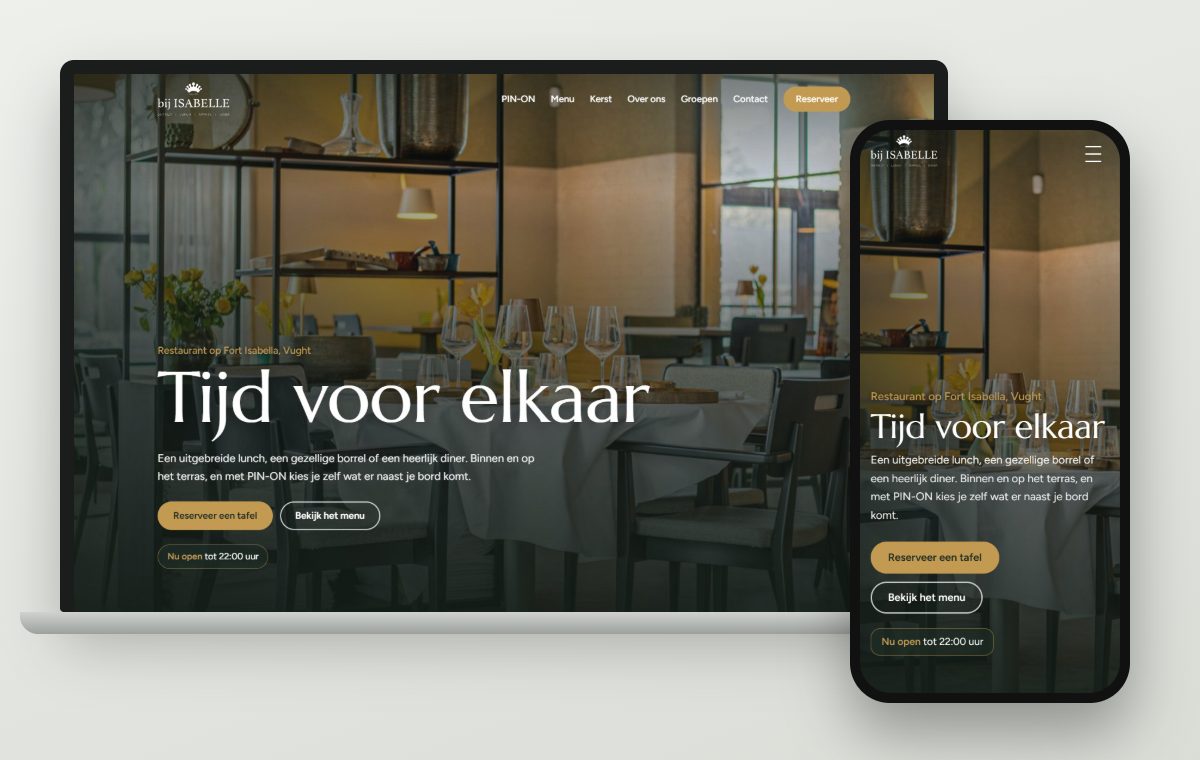 bij ISABELLE
PIN-ON Menu Kerst Over ons Groepen Contact Reserveer
Restaurant op Fort Isabella, Vught
Tijd voor elkaar
Een uitgebreide lunch, een gezellige borrel of een heerlijk diner. Binnen en op
het terras, en met PIN-ON kies je zelf wat er naast je bord komt.
Reserveer een tafel Bekijk het menu
Nu open tot 22:00 uur
bij ISABELLE
Restaurant op Fort Isabella, Vught
Tijd voor elkaar
Een uitgebreide lunch, een gezellige borrel of
een heerlijk diner. Binnen en op het terras, en
met PIN-ON kies je zelf wat er naast je bord
komt.
Reserveer een tafel
Bekijk het menu
Nu open tot 22:00 uur